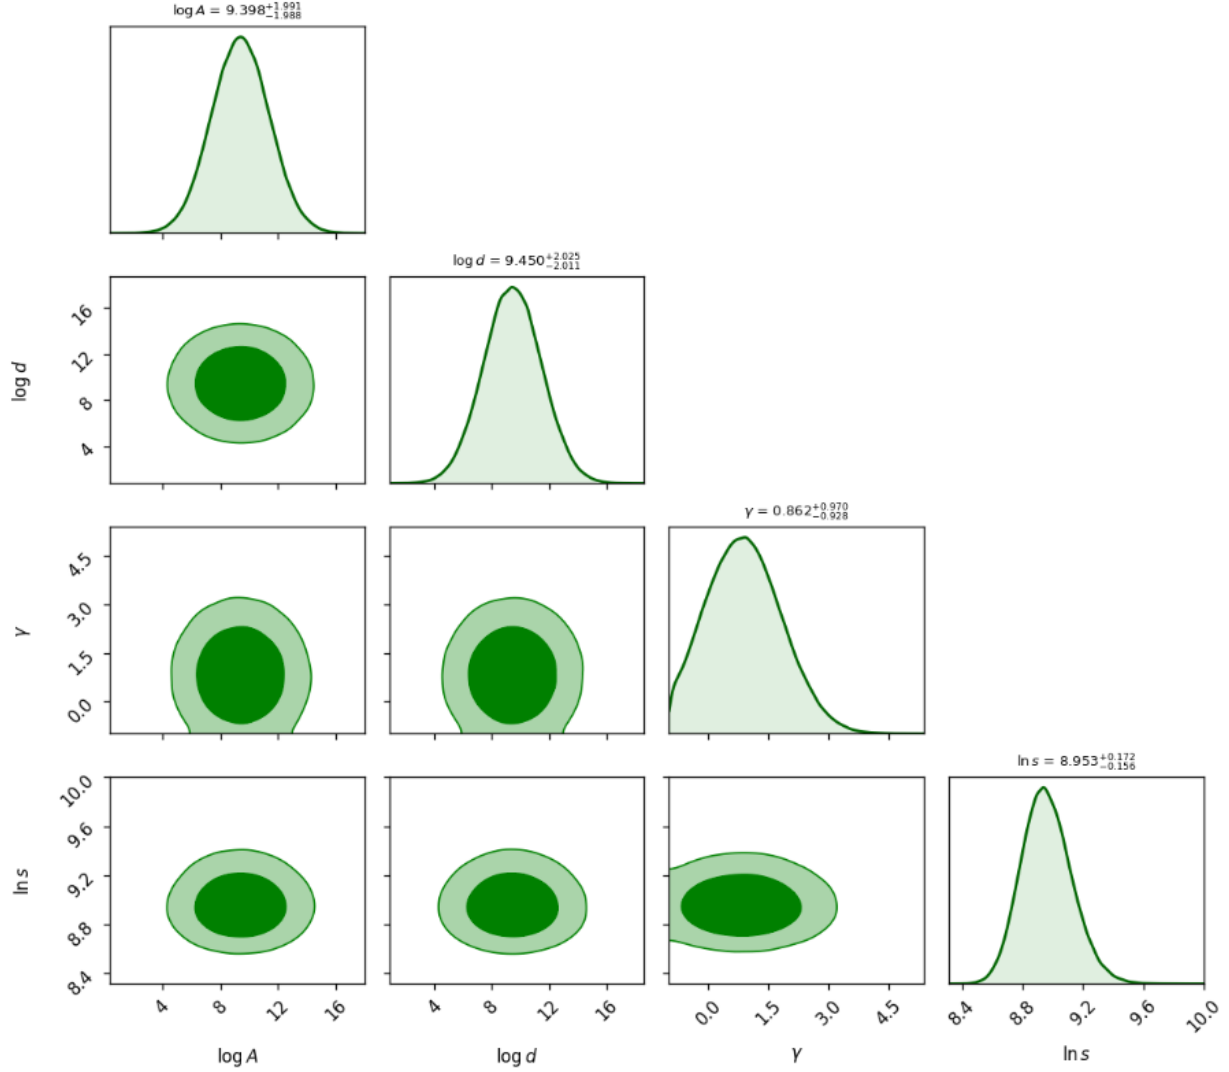 log A = 9.398+1.991 −1.988
log d = 9.450+2.025 −2.011
16
12
8
4
log d
γ = 0.862+0.970 −0.928
4.5
3.0
1.5
0.0
γ
ln s = 8.953+0.172 −0.156
10.0
9.6
9.2
8.8
8.4
ln s
4 8 12 16 4 8 12 16 0.0 1.5 3.0 4.5 8.4 8.8 9.2 9.6 10.0
log A log d γ ln s